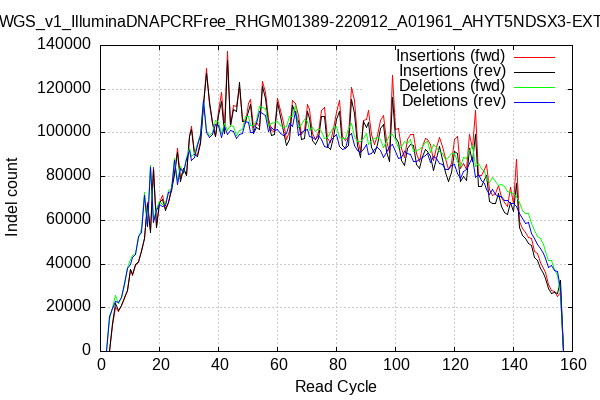 WGS_v1_IlluminaDNAPCRFree_RHGM01389-220912_A01961_AHYT5NDSX3-EXT
140000
120000
100000
80000
60000
40000
20000
0
Indel count
Insertions (fwd)
Insertions (rev)
Deletions (fwd)
Deletions (rev)
0 20 40 60 80 100 120 140 160
Read Cycle